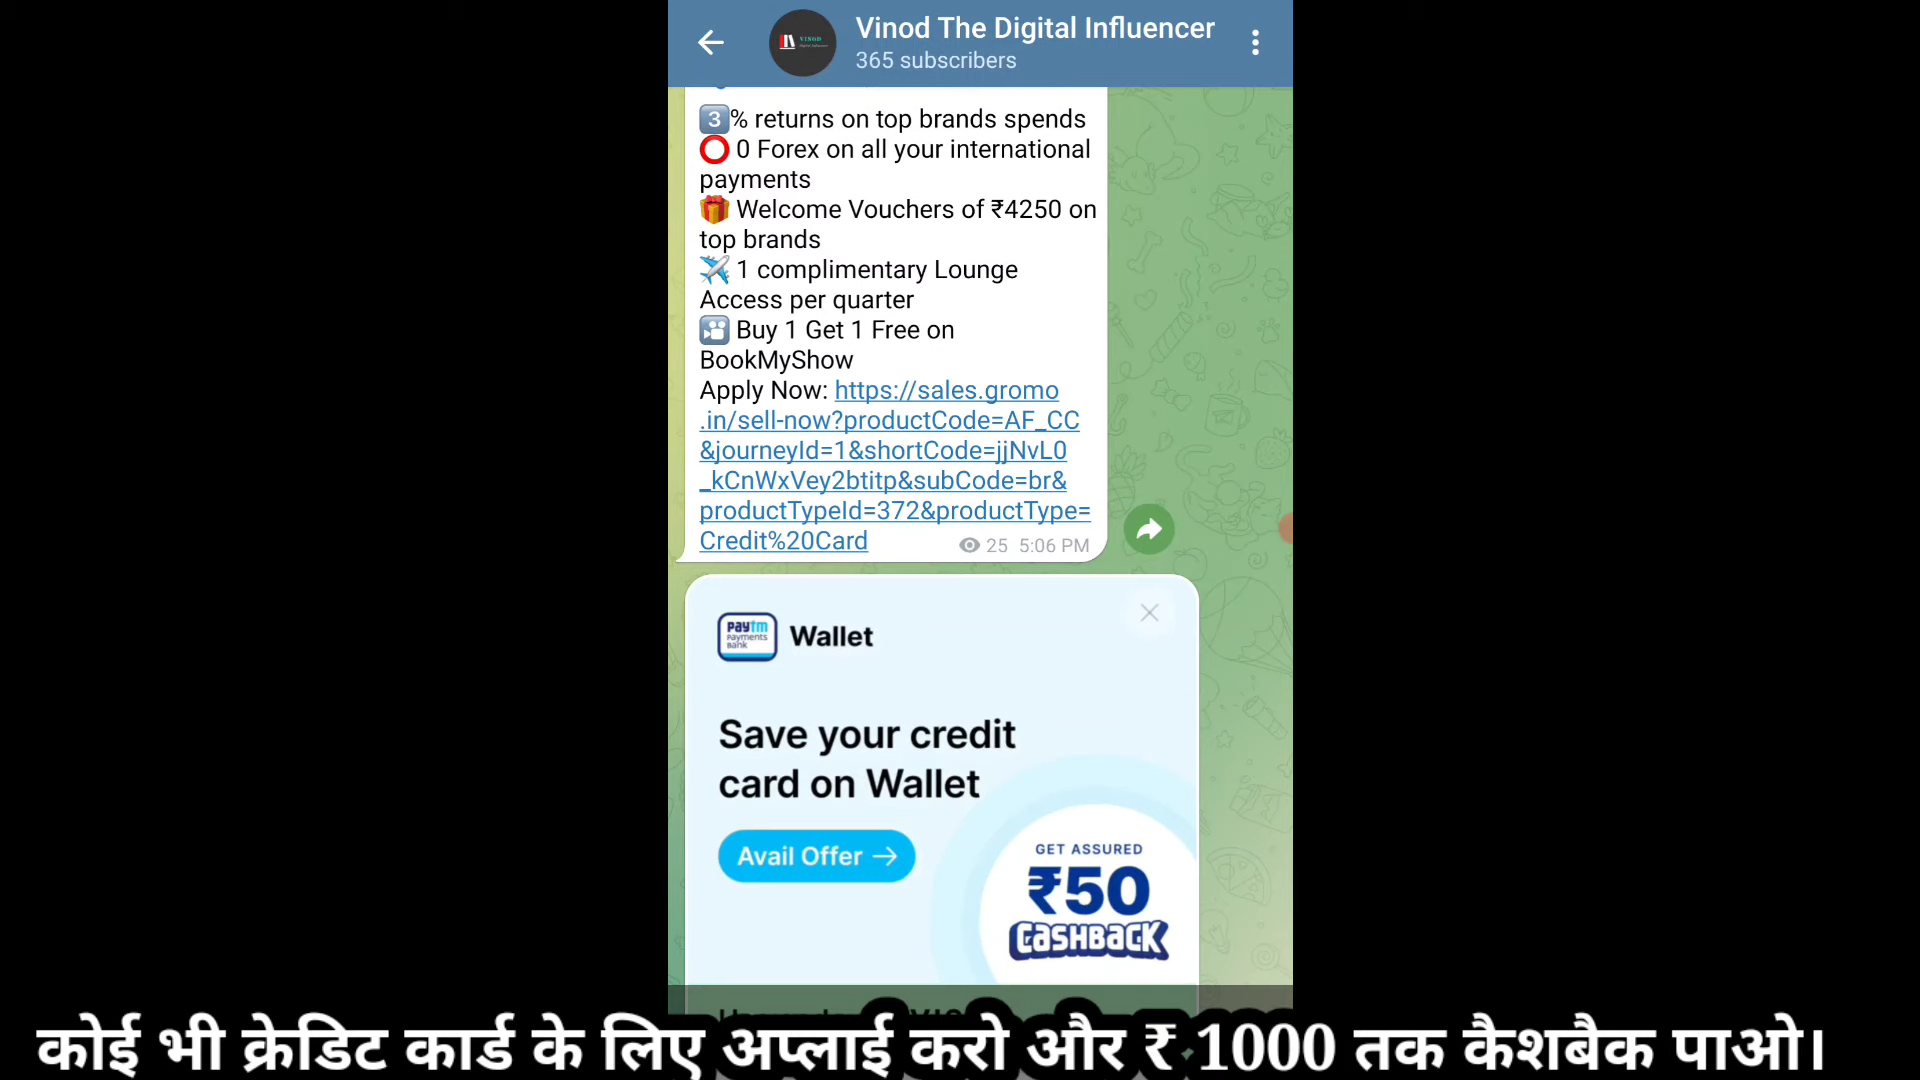 Vinod The Digital Influencer
365 subscribers
VINOD
3% returns on top brands spends
0 Forex on all your international
payments
Welcome Vouchers of ₹4250 on
top brands
1 complimentary Lounge
Access per quarter
Buy 1 Get 1 Free on
BookMyShow
Apply Now: https://sales.gromo
.in/sell-now?productCode=AF_CC
&journeyId=1&shortCode=jjNvL0
_kCnWxVey2btitp&subCode=br&
productTypeId=372&productType=
Credit%20Card
25 5:06 PM
paytm
Payments
Bank
Wallet
Save your credit
card on Wallet
Avail Offer →
GET ASSURED
₹50
CASHBACK
कोई भी क्रेडिट कार्ड के लिए अप्लाई करो और ₹ 1000 तक कैशबैक पाओ।